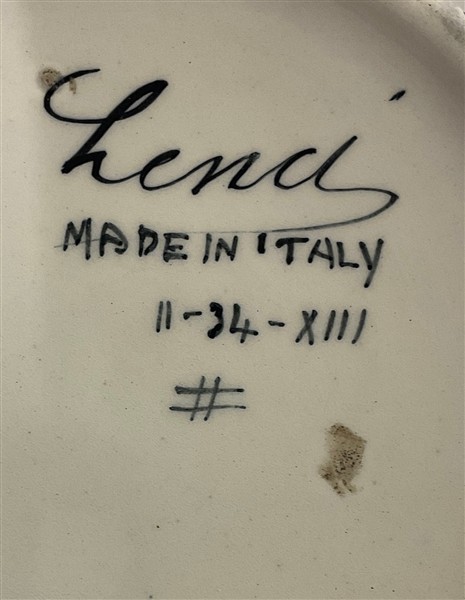 Lenci
MADE IN ITALY
11-34-XIII
#